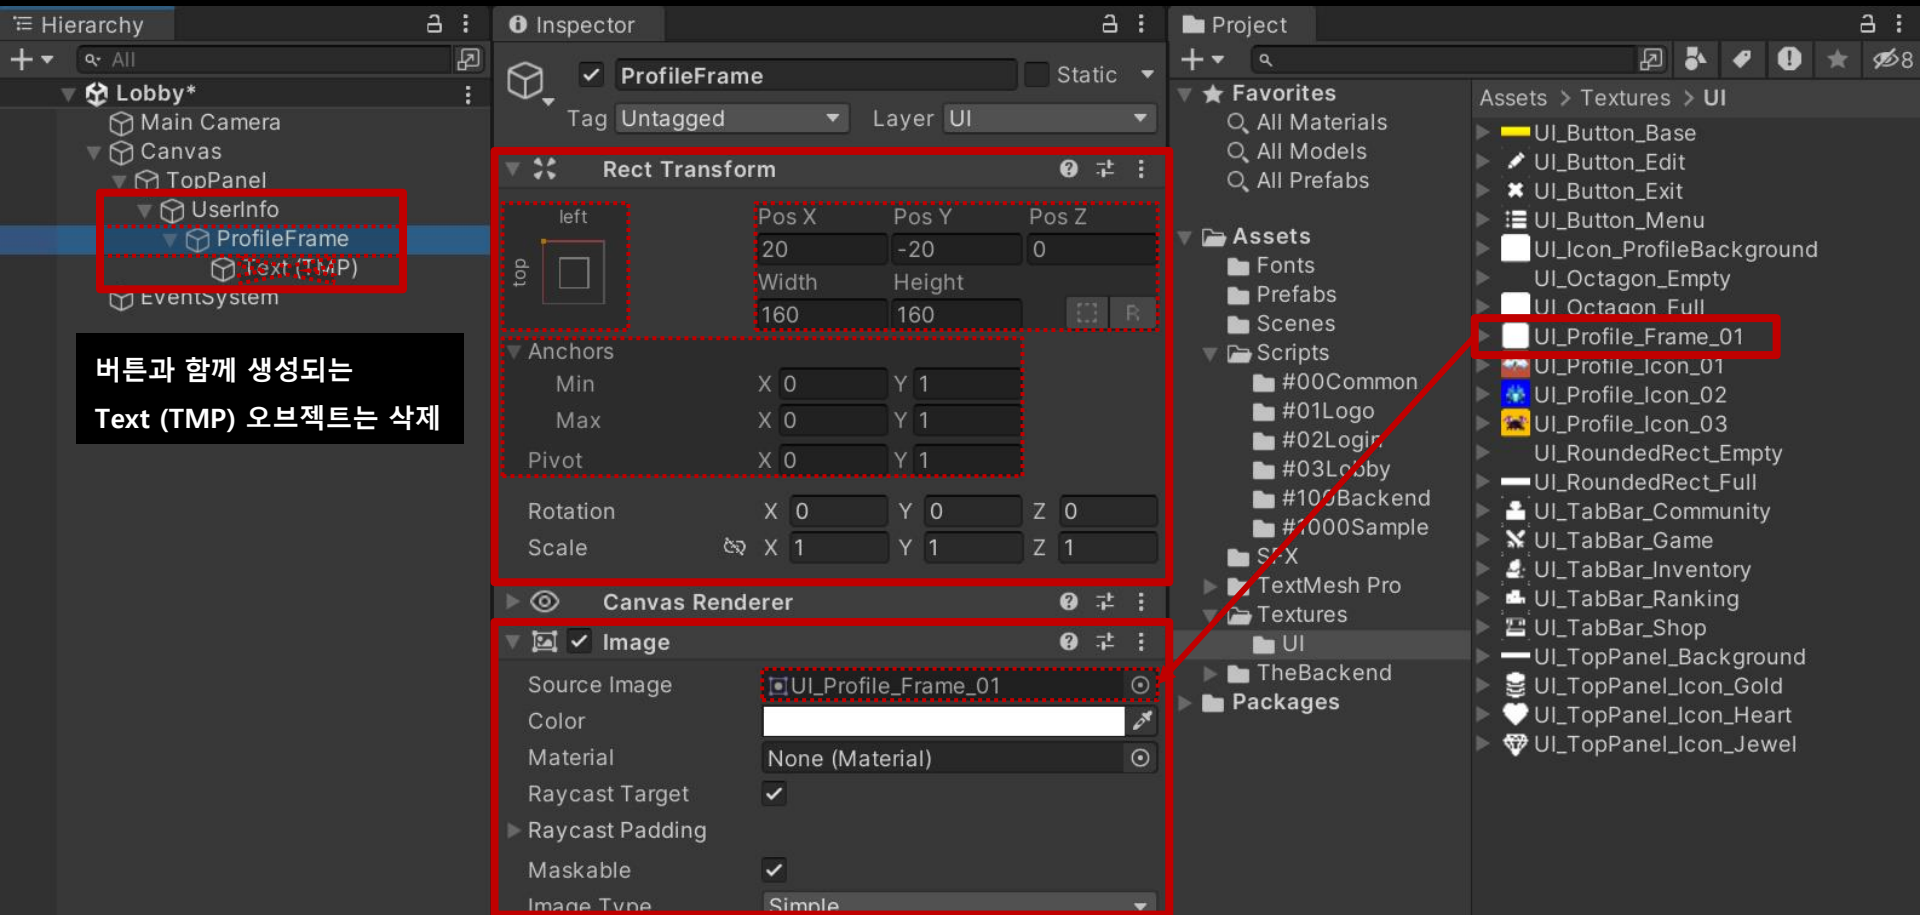 Hierarchy
All
Lobby*
Main Camera
Canvas
TopPanel
UserInfo
ProfileFrame
Text (TMP)
EventSystem
버튼과 함께 생성되는
Text (TMP) 오브젝트는 삭제
Inspector
ProfileFrame
Static
Tag Untagged Layer UI
Rect Transform
left
top
Pos X Pos Y Pos Z
20 -20 0
Width Height
160 160
R
Anchors
Min X 0 Y 1
Max X 0 Y 1
Pivot X 0 Y 1
Rotation X 0 Y 0 Z 0
Scale X 1 Y 1 Z 1
Canvas Renderer
Image
Source Image UI_Profile_Frame_01
Color
Material None (Material)
Raycast Target
Raycast Padding
Maskable
Image Type Simple
Project
8
Favorites
All Materials
All Models
All Prefabs
Assets
Fonts
Prefabs
Scenes
Scripts
#00Common
#01Logo
#02Login
#03Lobby
#100Backend
#1000Sample
SFX
TextMesh Pro
Textures
UI
TheBackend
Packages
Assets > Textures > UI
UI_Button_Base
UI_Button_Edit
UI_Button_Exit
UI_Button_Menu
UI_Icon_ProfileBackground
UI_Octagon_Empty
UI_Octagon_Full
UI_Profile_Frame_01
UI_Profile_Icon_01
UI_Profile_Icon_02
UI_Profile_Icon_03
UI_RoundedRect_Empty
UI_RoundedRect_Full
UI_TabBar_Community
UI_TabBar_Game
UI_TabBar_Inventory
UI_TabBar_Ranking
UI_TabBar_Shop
UI_TopPanel_Background
UI_TopPanel_Icon_Gold
UI_TopPanel_Icon_Heart
UI_TopPanel_Icon_Jewel